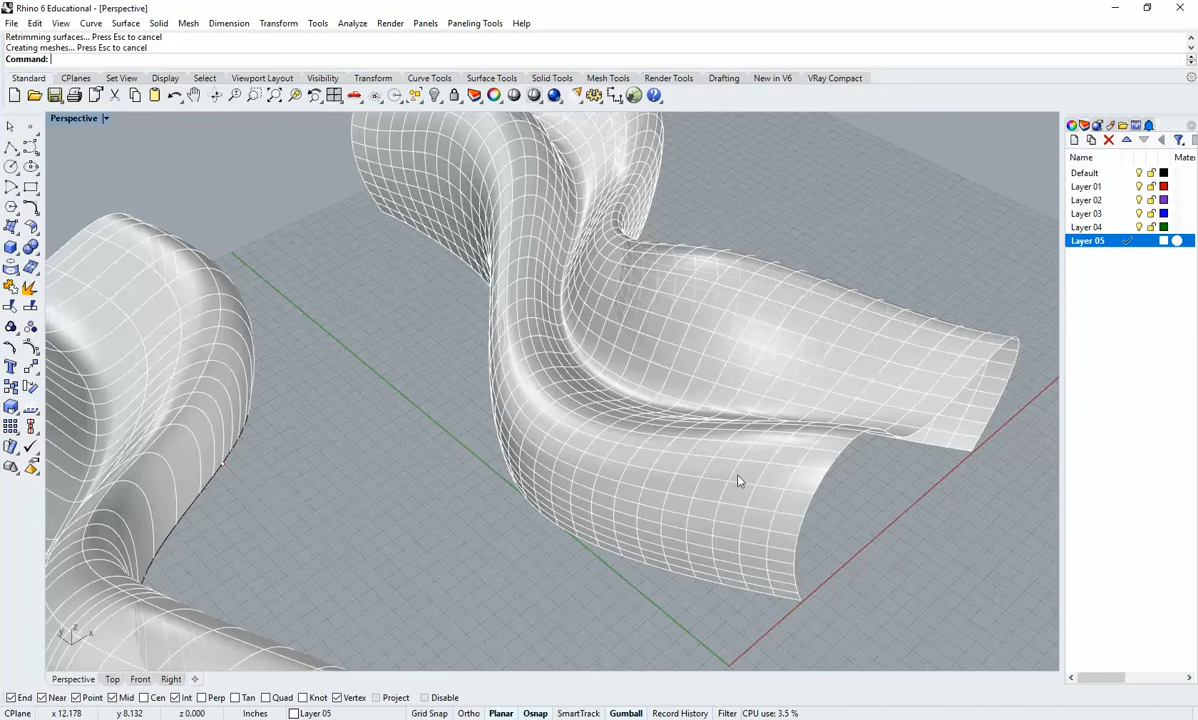 Rhino 6 Educational - [Perspective]
File Edit View Curve Surface Solid Mesh Dimension Transform Tools Analyze Render Panels Paneling Tools Help
Retrimming surfaces... Press Esc to cancel
Creating meshes... Press Esc to cancel
Command:
Standard CPlanes Set View Display Select Viewport Layout Visibility Transform Curve Tools Surface Tools Solid Tools Mesh Tools Render Tools Drafting New in V6 VRay Compact
Perspective
Name Mate
Default
Layer 01
Layer 02
Layer 03
Layer 04
Layer 05
z
y x
Perspective Top Front Right
End Near Point Mid Cen Int Perp Tan Quad Knot Vertex Project Disable
CPlane x 12.178 y 8.132 z 0.000 Inches Layer 05 Grid Snap Ortho Planar Osnap SmartTrack Gumball Record History Filter CPU use: 3.5 %